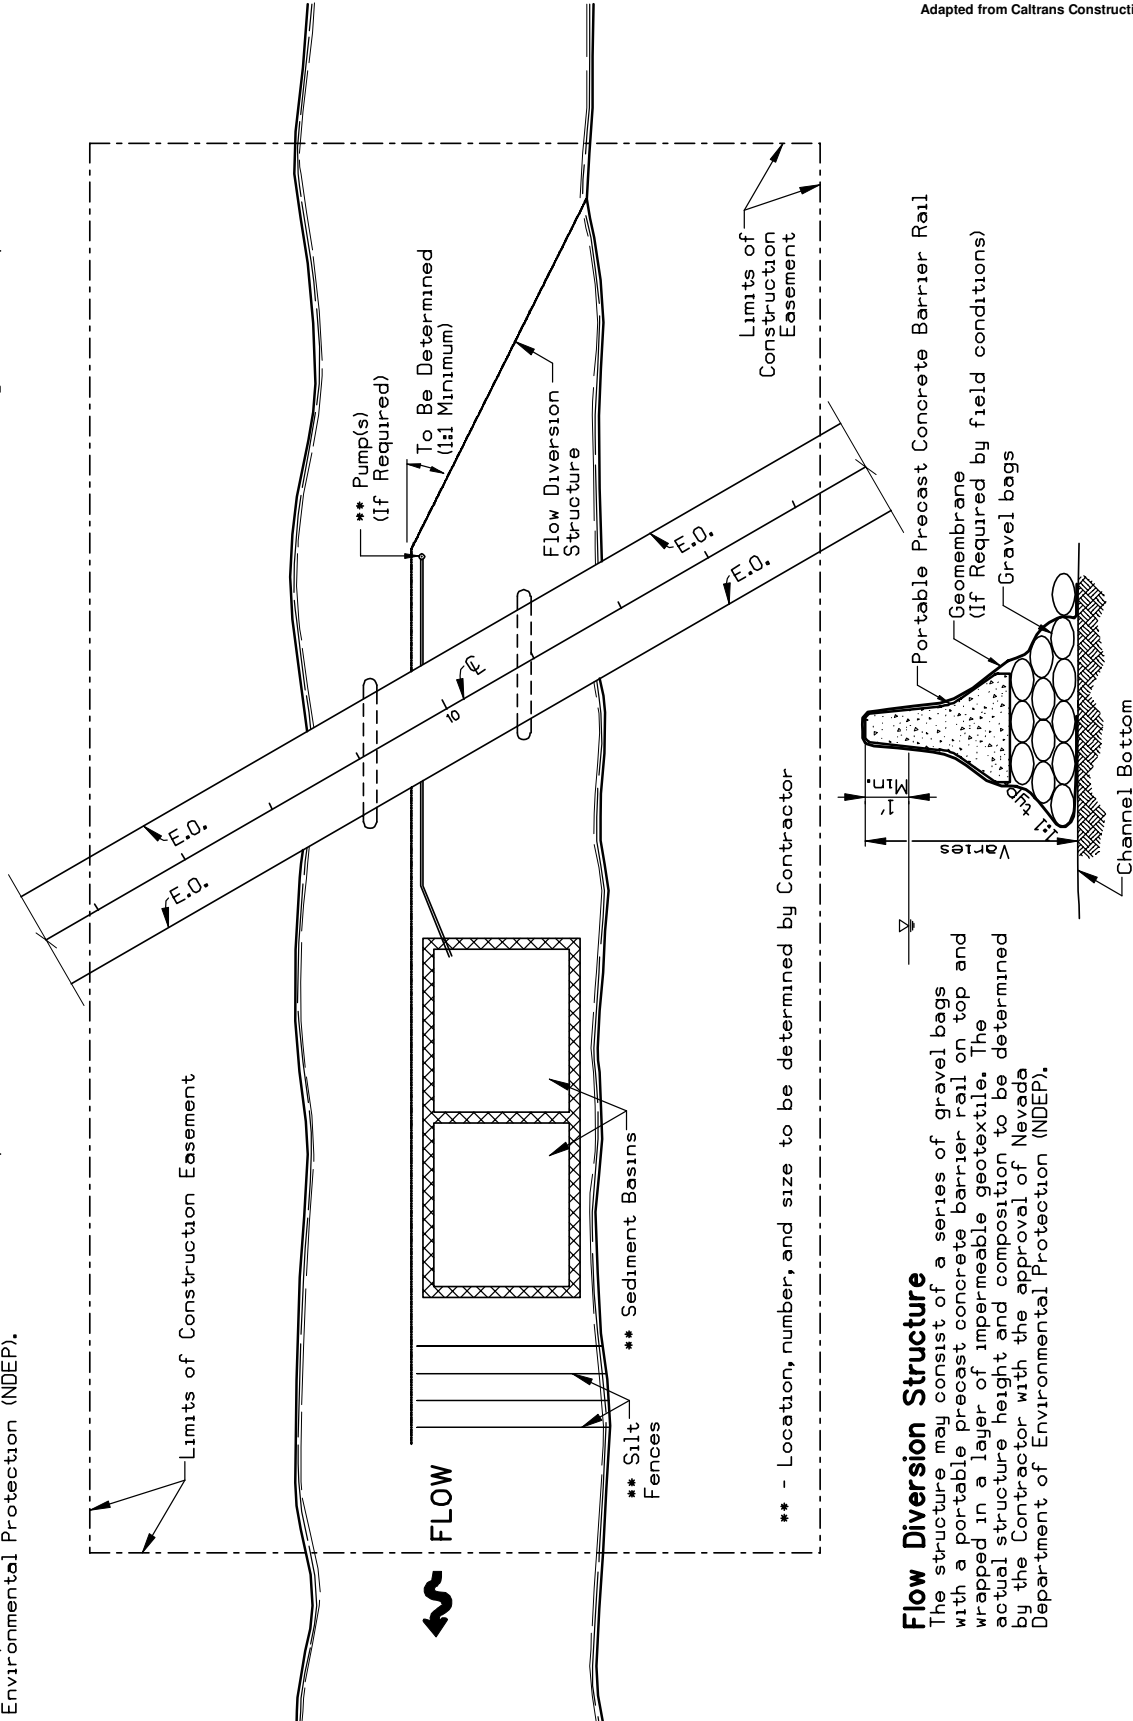 Adapted from Caltrans Constructi
Environmental Protection (NDEP).
Limits of Construction Easement
** Pump(s)
(If Required)
To Be Determined
(1:1 Minimum)
Flow Diversion
Structure
Limits of
Construction
Easement
E.O.
E.O.
E.O.
E.O.
10
℄
** Sediment Basins
** Silt
Fences
FLOW
** - Location, number, and size to be determined by Contractor
Flow Diversion Structure
The structure may consist of a series of gravel bags
with a portable precast concrete barrier rail on top and
wrapped in a layer of impermeable geotextile. The
actual structure height and composition to be determined
by the Contractor with the approval of Nevada
Department of Environmental Protection (NDEP).
Portable Precast Concrete Barrier Rail
Geomembrane
(If Required by field conditions)
Gravel bags
1'
Min.
Varies
1:1 typ
Channel Bottom